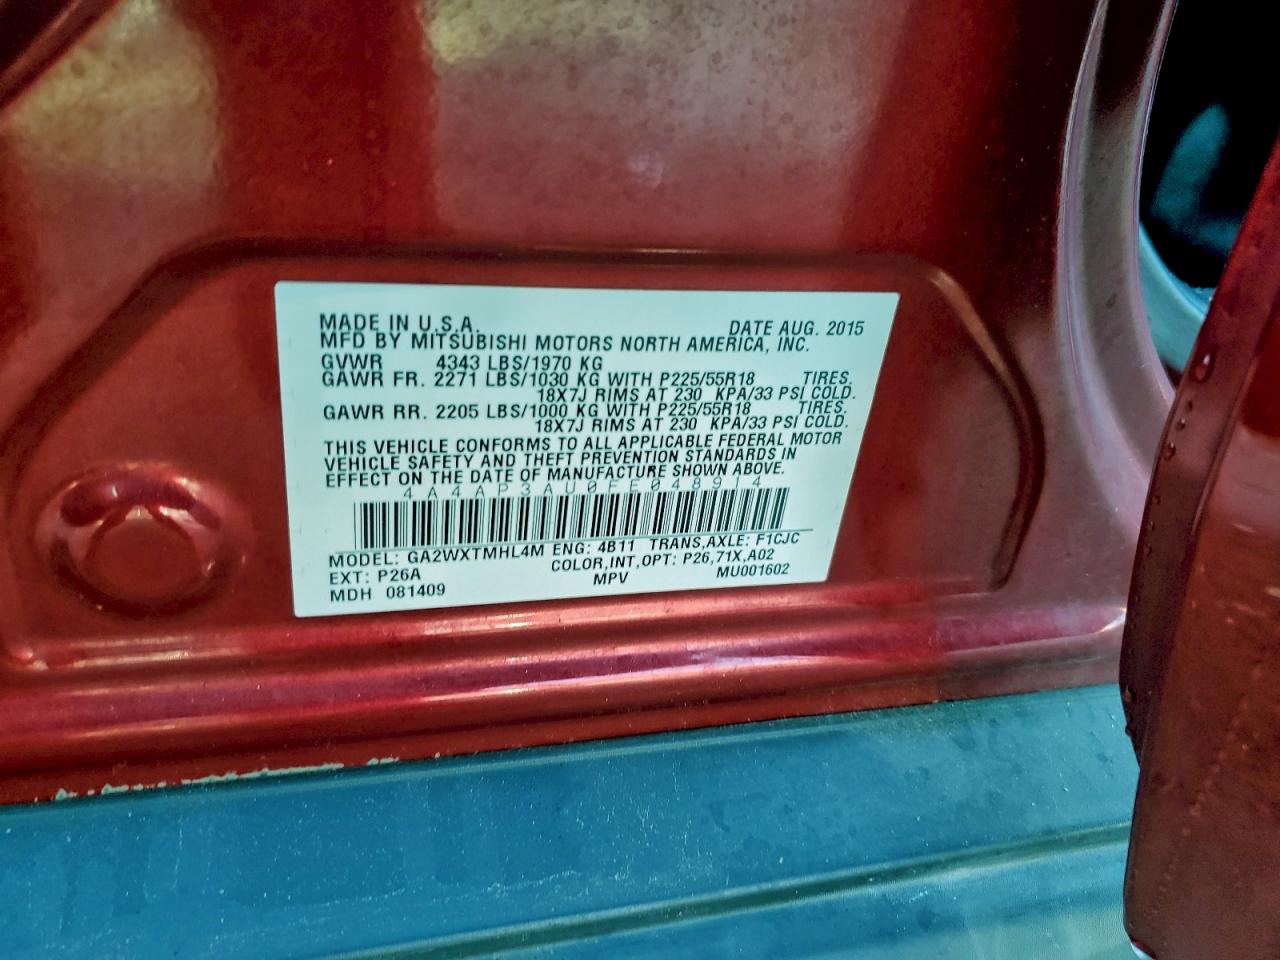 MADE IN U.S.A. DATE AUG. 2015
MFD BY MITSUBISHI MOTORS NORTH AMERICA, INC.
GVWR 4343 LBS/1970 KG
GAWR FR. 2271 LBS/1030 KG WITH P225/55R18 TIRES.
18X7J RIMS AT 230 KPA/33 PSI COLD.
GAWR RR. 2205 LBS/1000 KG WITH P225/55R18 TIRES.
18X7J RIMS AT 230 KPA/33 PSI COLD.
THIS VEHICLE CONFORMS TO ALL APPLICABLE FEDERAL MOTOR
VEHICLE SAFETY AND THEFT PREVENTION STANDARDS IN
EFFECT ON THE DATE OF MANUFACTURE SHOWN ABOVE.
4A4AP3AU0FE048914
MODEL: GA2WXTMHL4M ENG: 4B11 TRANS,AXLE: F1CJC
EXT: P26A COLOR,INT,OPT: P26,71X,A02
MDH 081409 MPV MU001602